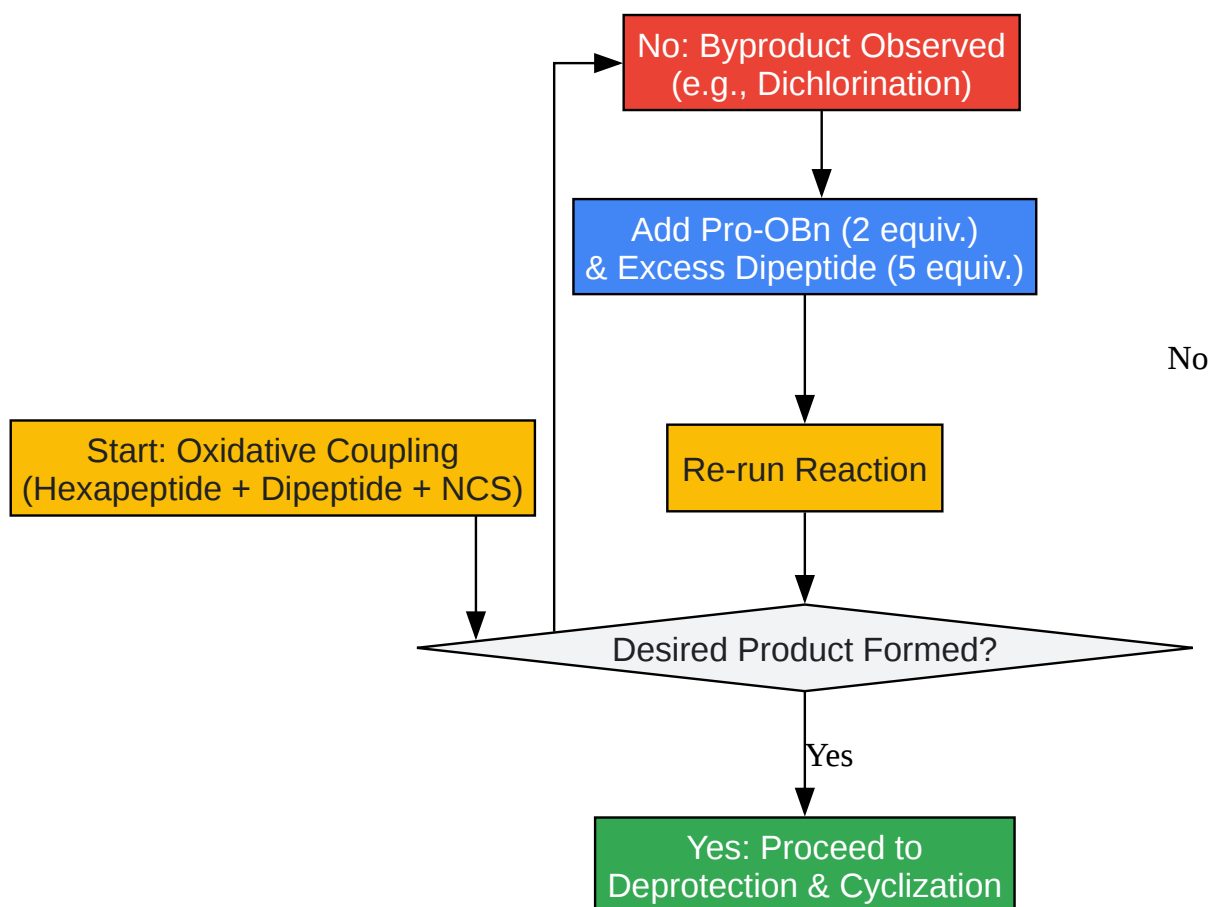 No: Byproduct Observed
(e.g., Dichlorination)
Add Pro-OBn (2 equiv.)
& Excess Dipeptide (5 equiv.)
No
Start: Oxidative Coupling
(Hexapeptide + Dipeptide + NCS)
Re-run Reaction
Desired Product Formed?
Yes
Yes: Proceed to
Deprotection & Cyclization